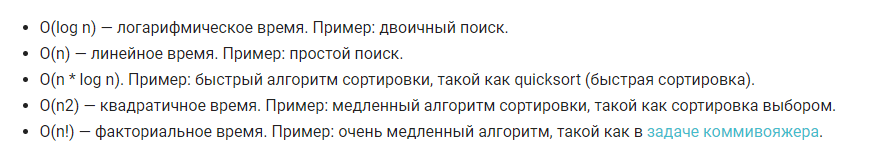 • O(log n) — логарифмическое время. Пример: двоичный поиск.
• O(n) — линейное время. Пример: простой поиск.
• O(n * log n). Пример: быстрый алгоритм сортировки, такой как quicksort (быстрая сортировка).
• O(n2) — квадратичное время. Пример: медленный алгоритм сортировки, такой как сортировка выбором.
• O(n!) — факториальное время. Пример: очень медленный алгоритм, такой как в задаче коммивояжера.